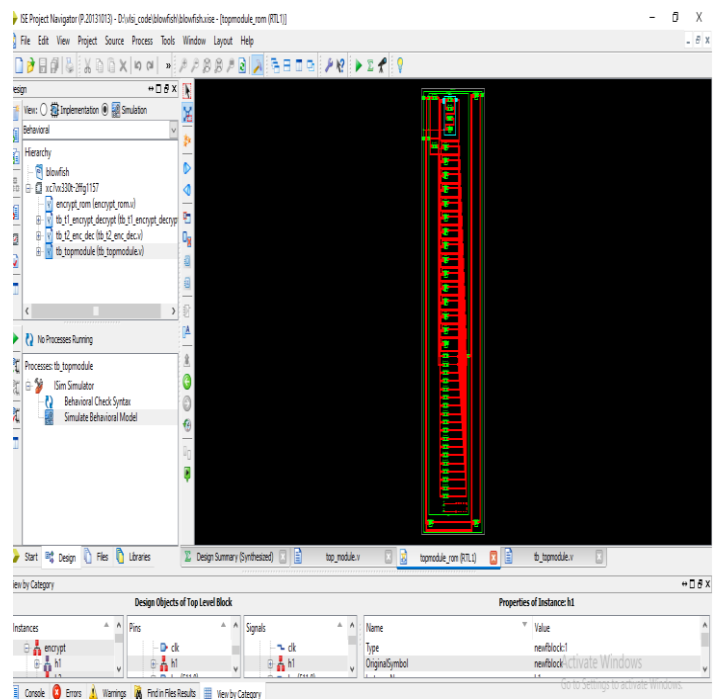 ISE Project Navigator (P.20131013) - D:\vlsi_code\blowfish\blowfish.xise - [topmodule_rom (RTL1)]
File Edit View Project Source Process Tools Window Layout Help
View: Implementation Simulation
Behavioral
Hierarchy
blowfish
xc7vx330t-2ffg1157
encrypt_rom (encrypt_rom.v)
tb_t1_encrypt_decrypt (tb_t1_encrypt_decryp
tb_t2_enc_dec (tb_t2_enc_dec.v)
tb_topmodule (tb_topmodule.v)
No Processes Running
Processes: tb_topmodule
ISim Simulator
Behavioral Check Syntax
Simulate Behavioral Model
Start Design Files Libraries
Design Summary (Synthesized) top_module.v topmodule_rom (RTL1) tb_topmodule.v
iew by Category
Design Objects of Top Level Block Properties of Instance: h1
Instances Pins Signals Name Value
encrypt clk clk Type newfblock:1
h1 h1 h1 OriginalSymbol newfblock
Activate Windows
Go to Settings to activate Windows.
Console Errors Warnings Find in Files Results View by Category